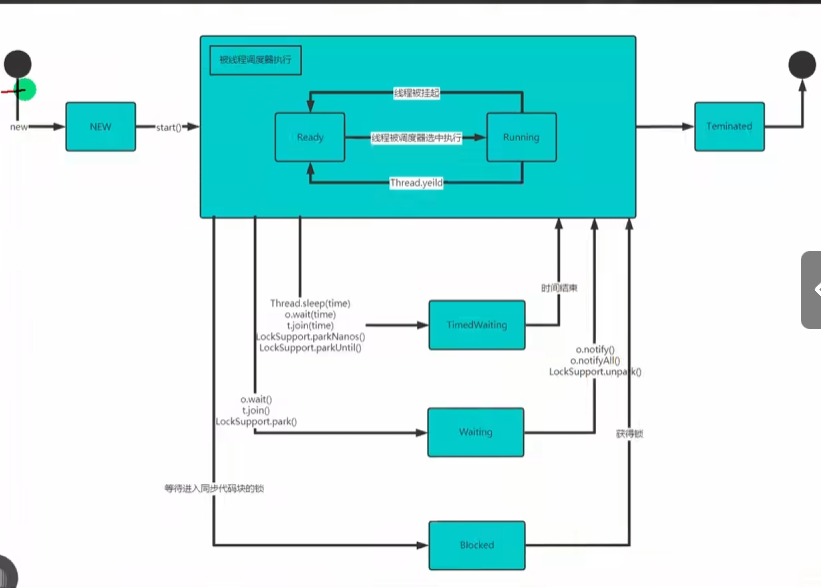 被线程调度器执行
线程被挂起
new
NEW
start()
Ready
线程被调度器选中执行
Running
Teminated
Thread.yeild
Thread.sleep(time)
o.wait(time)
t.join(time)
LockSupport.parkNanos()
LockSupport.parkUntil()
时间结束
TimedWaiting
o.notify()
o.notifyAll()
LockSupport.unpark()
o.wait()
t.join()
LockSupport.park()
Waiting
获得锁
等待进入同步代码块的锁
Blocked